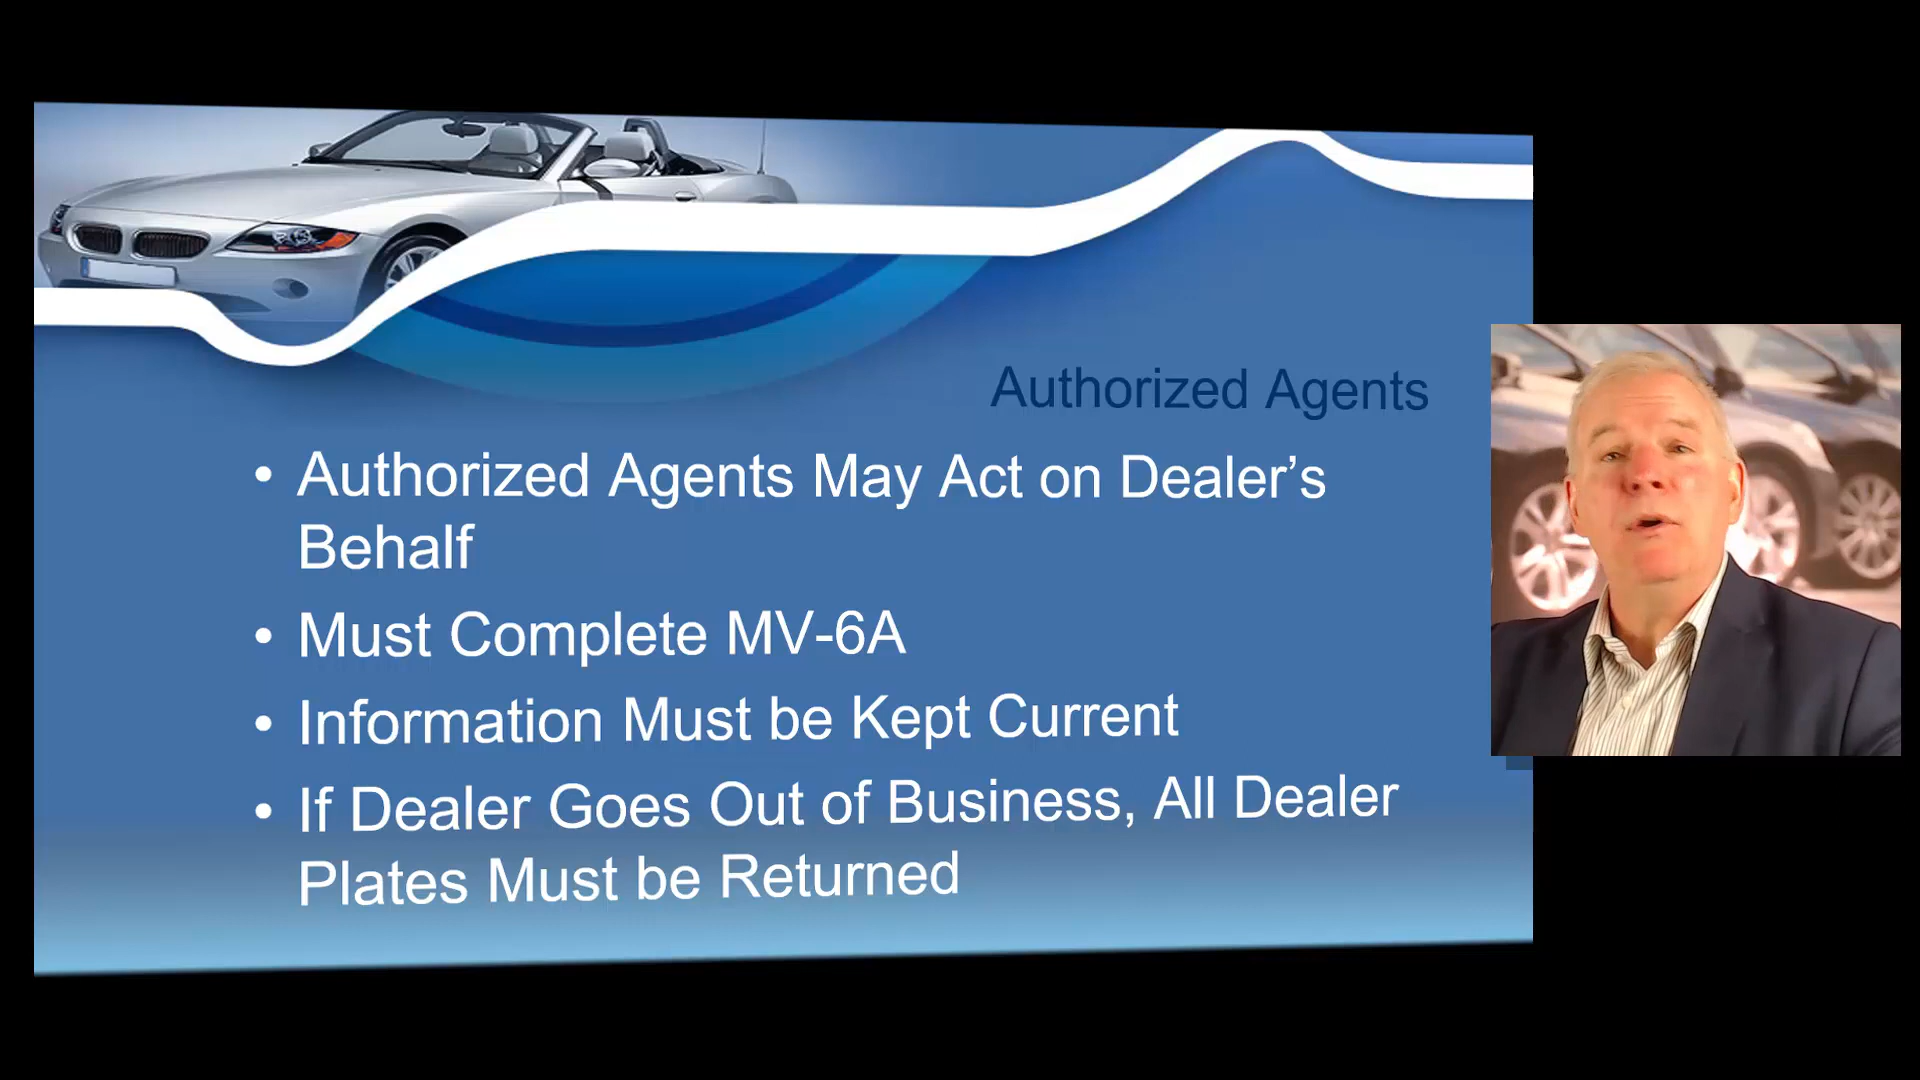 Authorized Agents
• Authorized Agents May Act on Dealer’s
Behalf
• Must Complete MV-6A
• Information Must be Kept Current
• If Dealer Goes Out of Business, All Dealer
Plates Must be Returned